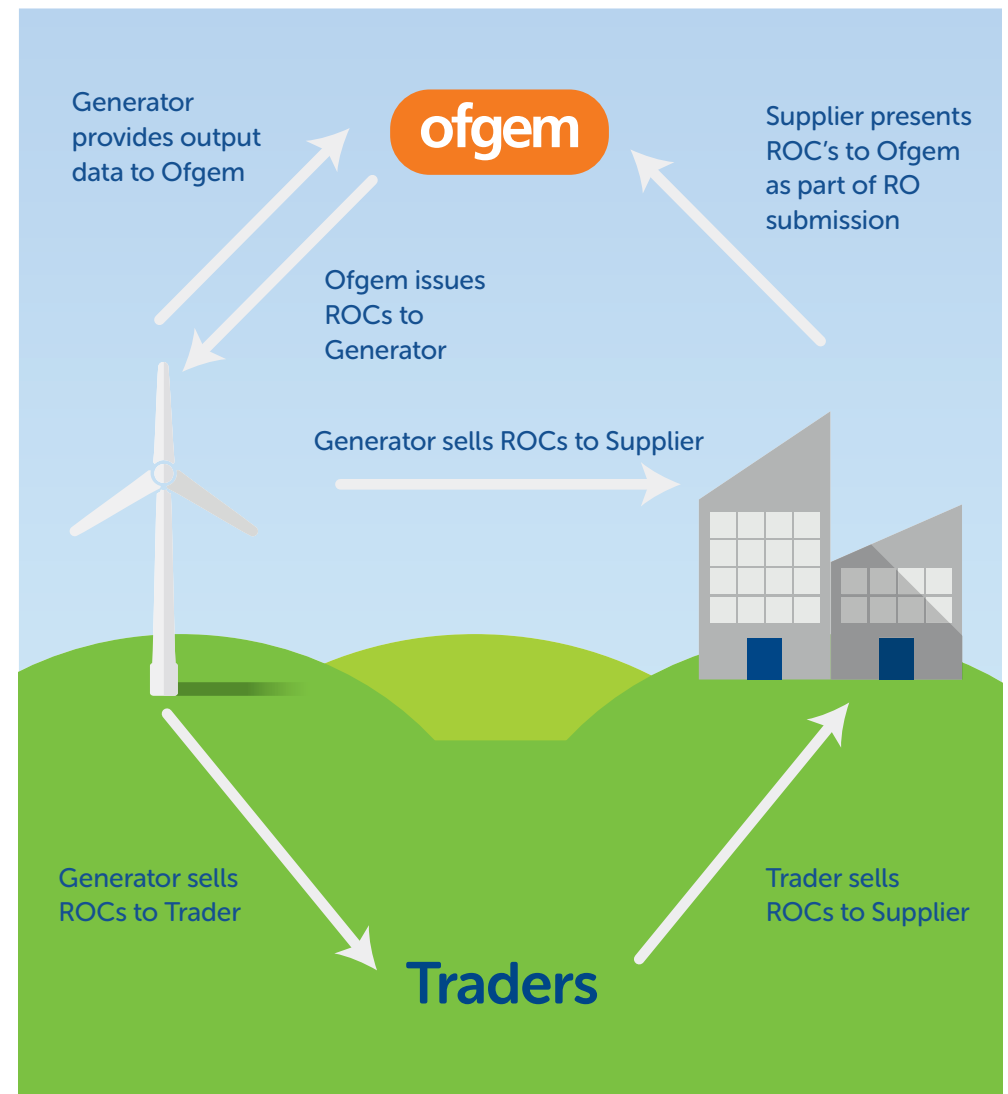 Generator
provides output
data to Ofgem
ofgem
Supplier presents
ROC's to Ofgem
as part of RO
submission
Ofgem issues
ROCs to
Generator
Generator sells ROCs to Supplier
Generator sells
ROCs to Trader
Trader sells
ROCs to Supplier
Traders